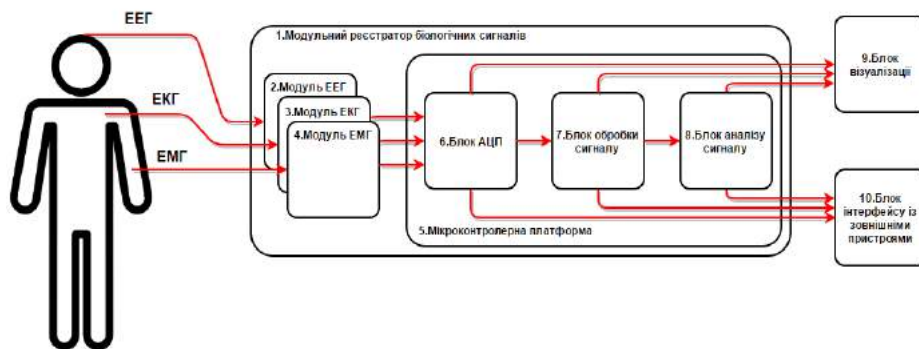 ЕЕГ
ЕКГ
ЕМГ
1.Модульний реєстратор біологічних сигналів
2.Модуль ЕЕГ
3.Модуль ЕКГ
4.Модуль ЕМГ
5.Мікроконтролерна платформа
6.Блок АЦП
7.Блок обробки
сигналу
8.Блок аналізу
сигналу
9.Блок
візуалізації
10.Блок
інтерфейсу із
зовнішніми
пристроями